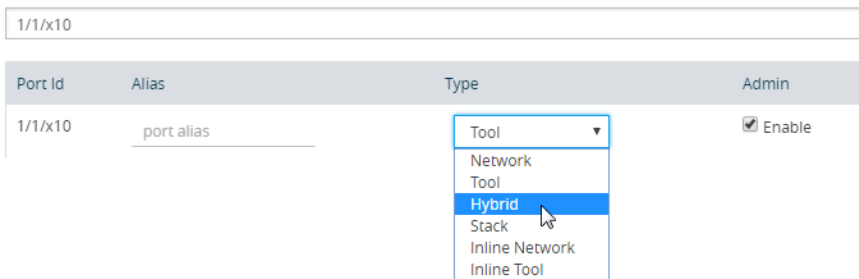 1/1/x10
Port Id Alias Type Admin
1/1/x10 port alias Tool Enable
Network
Tool
Hybrid
Stack
Inline Network
Inline Tool